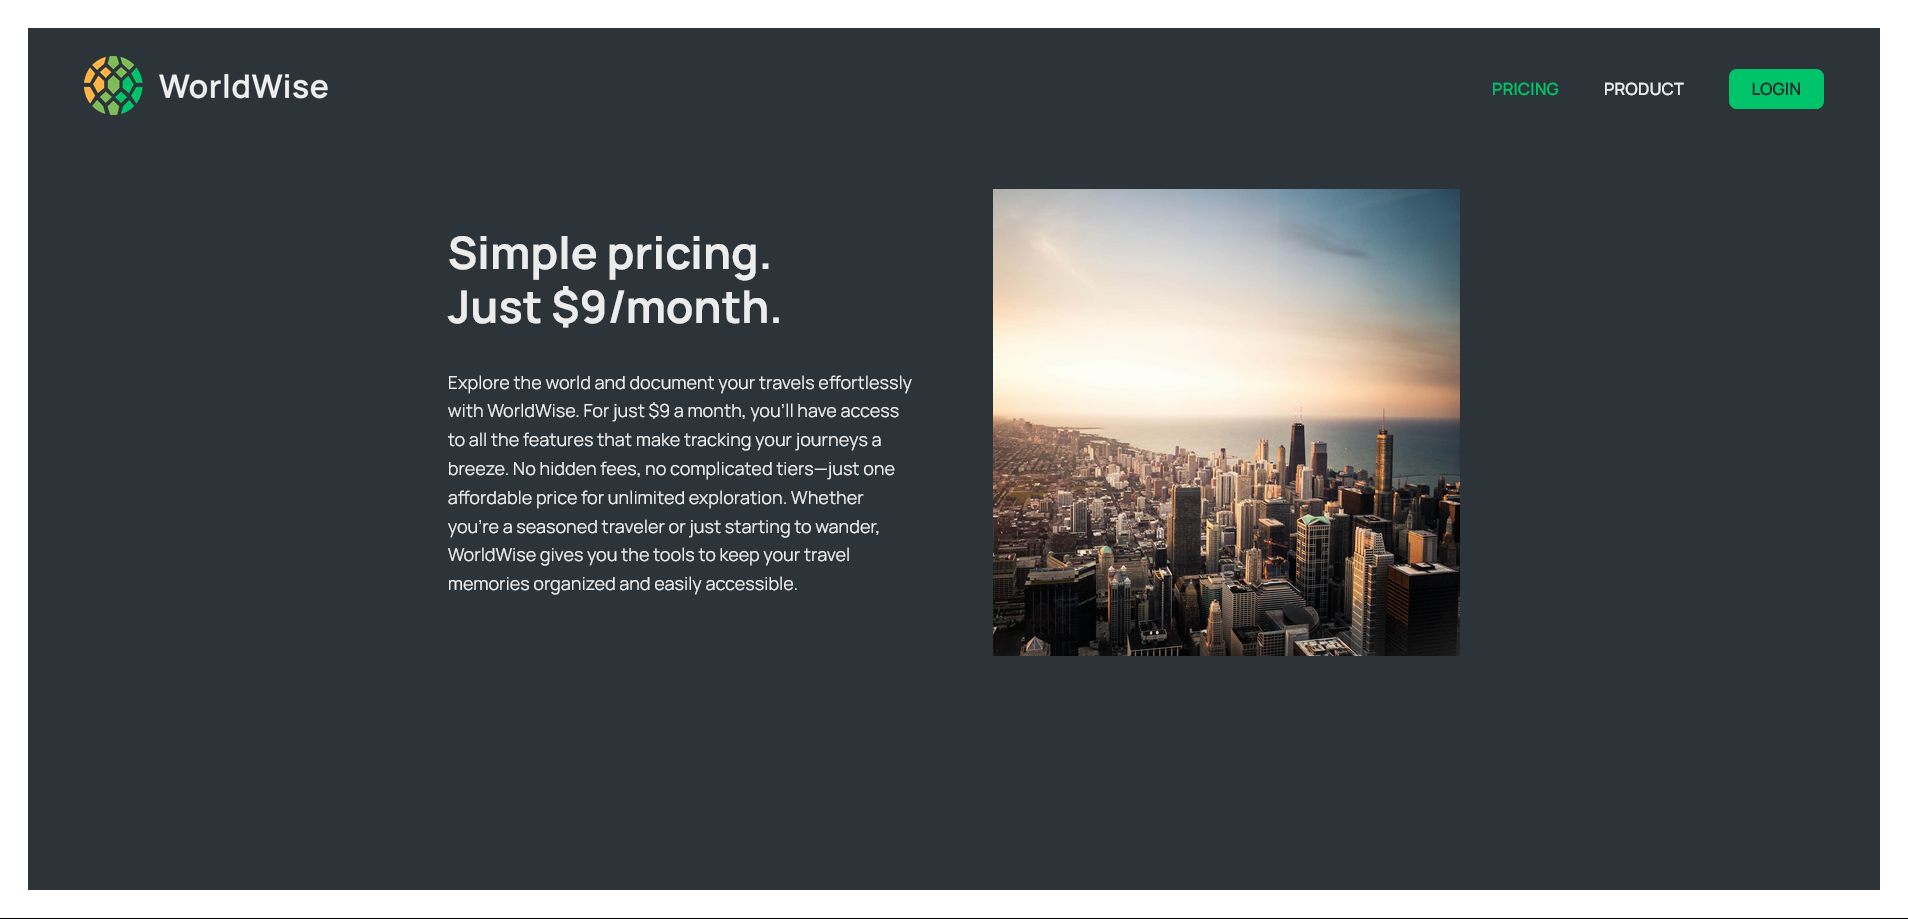 WorldWise
PRICING
PRODUCT
LOGIN
Simple pricing.
Just $9/month.
Explore the world and document your travels effortlessly
with WorldWise. For just $9 a month, you'll have access
to all the features that make tracking your journeys a
breeze. No hidden fees, no complicated tiers—just one
affordable price for unlimited exploration. Whether
you're a seasoned traveler or just starting to wander,
WorldWise gives you the tools to keep your travel
memories organized and easily accessible.